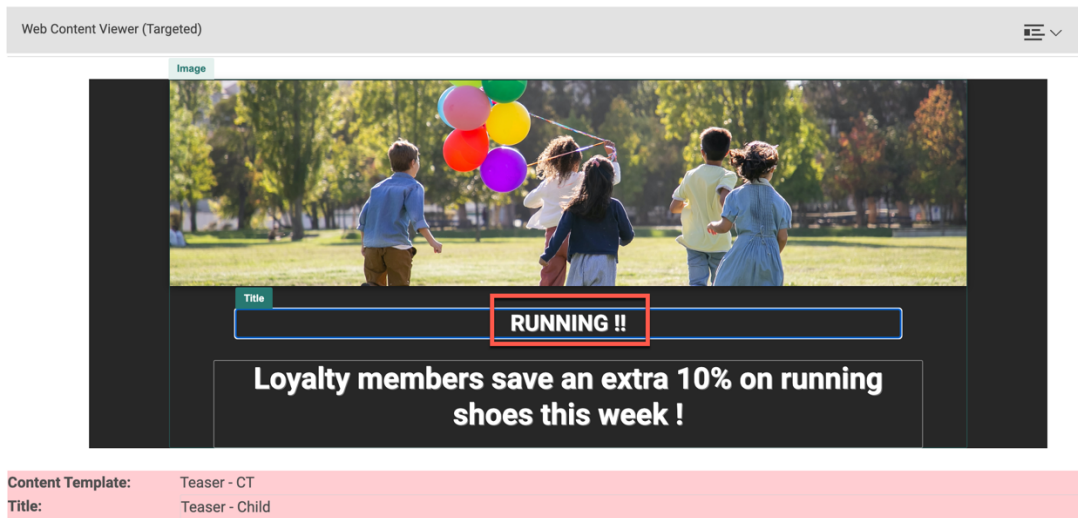 Web Content Viewer (Targeted)
Image
Title
RUNNING !!
Loyalty members save an extra 10% on running
shoes this week !
Content Template: Teaser - CT
Title: Teaser - Child